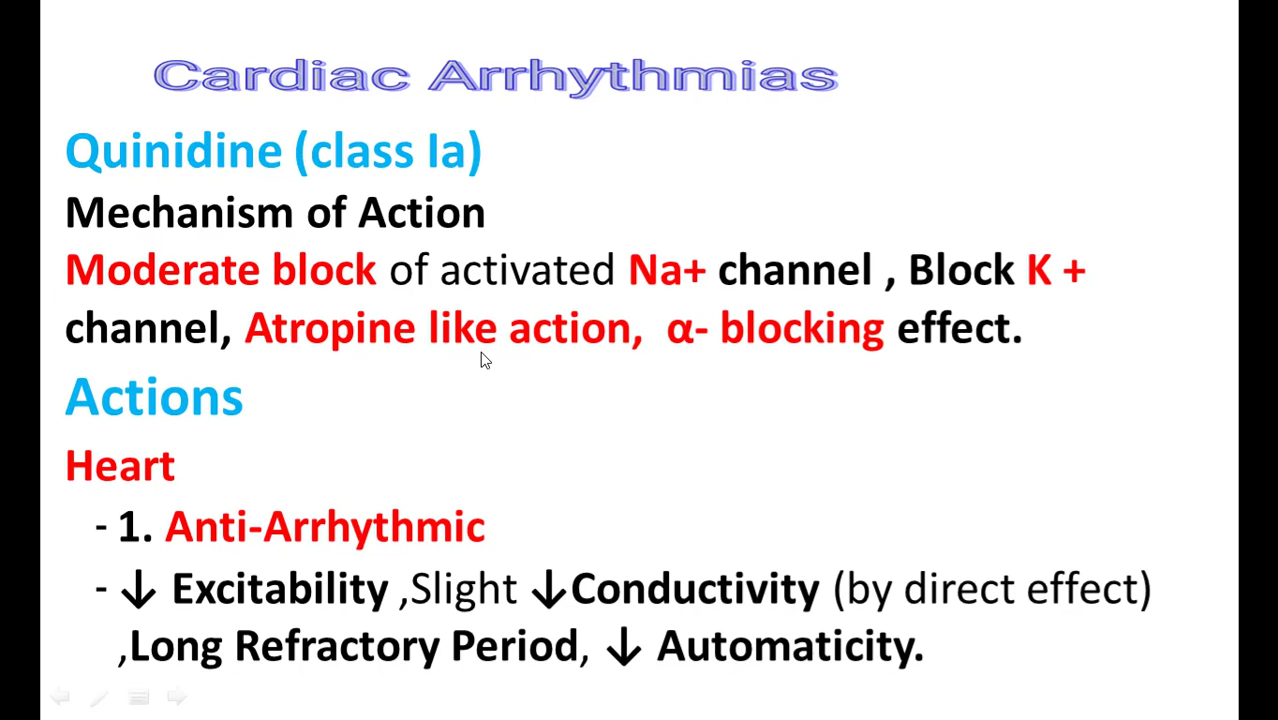 Cardiac Arrhythmias
Quinidine (class Ia)
Mechanism of Action
Moderate block of activated Na+ channel , Block K +
channel, Atropine like action, α- blocking effect.
Actions
Heart
- 1. Anti-Arrhythmic
- ↓ Excitability ,Slight ↓Conductivity (by direct effect)
,Long Refractory Period, ↓ Automaticity.